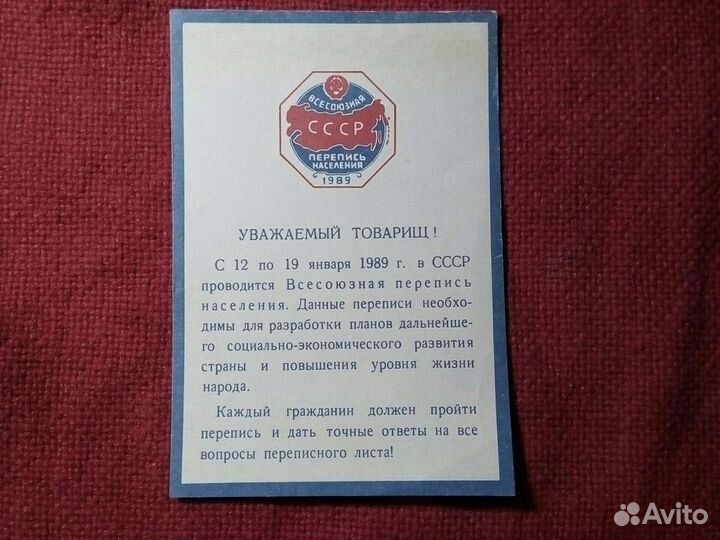 ВСЕСОЮЗНАЯ
СССР
ПЕРЕПИСЬ
НАСЕЛЕНИЯ
1989
УВАЖАЕМЫЙ ТОВАРИЩ!
С 12 по 19 января 1989 г. в СССР
проводится Всесоюзная перепись
населения. Данные переписи необхо-
димы для разработки планов дальнейше-
го социально-экономического развития
страны и повышения уровня жизни
народа.
Каждый гражданин должен пройти
перепись и дать точные ответы на все
вопросы переписного листа!
Avito